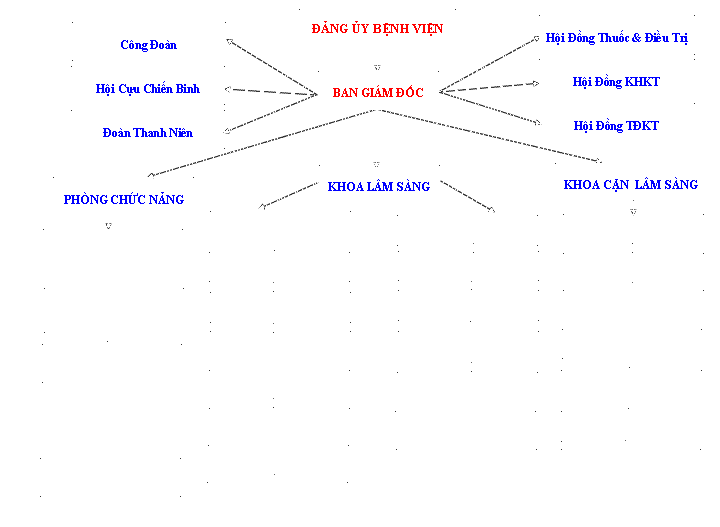 ĐẢNG ỦY BỆNH VIỆN
Công Đoàn
Hội Đồng Thuốc & Điều Trị
Hội Cựu Chiến Binh
BAN GIÁM ĐỐC
Hội Đồng KHKT
Đoàn Thanh Niên
Hội Đồng TĐKT
PHÒNG CHỨC NĂNG
KHOA LÂM SÀNG
KHOA CẬN LÂM SÀNG